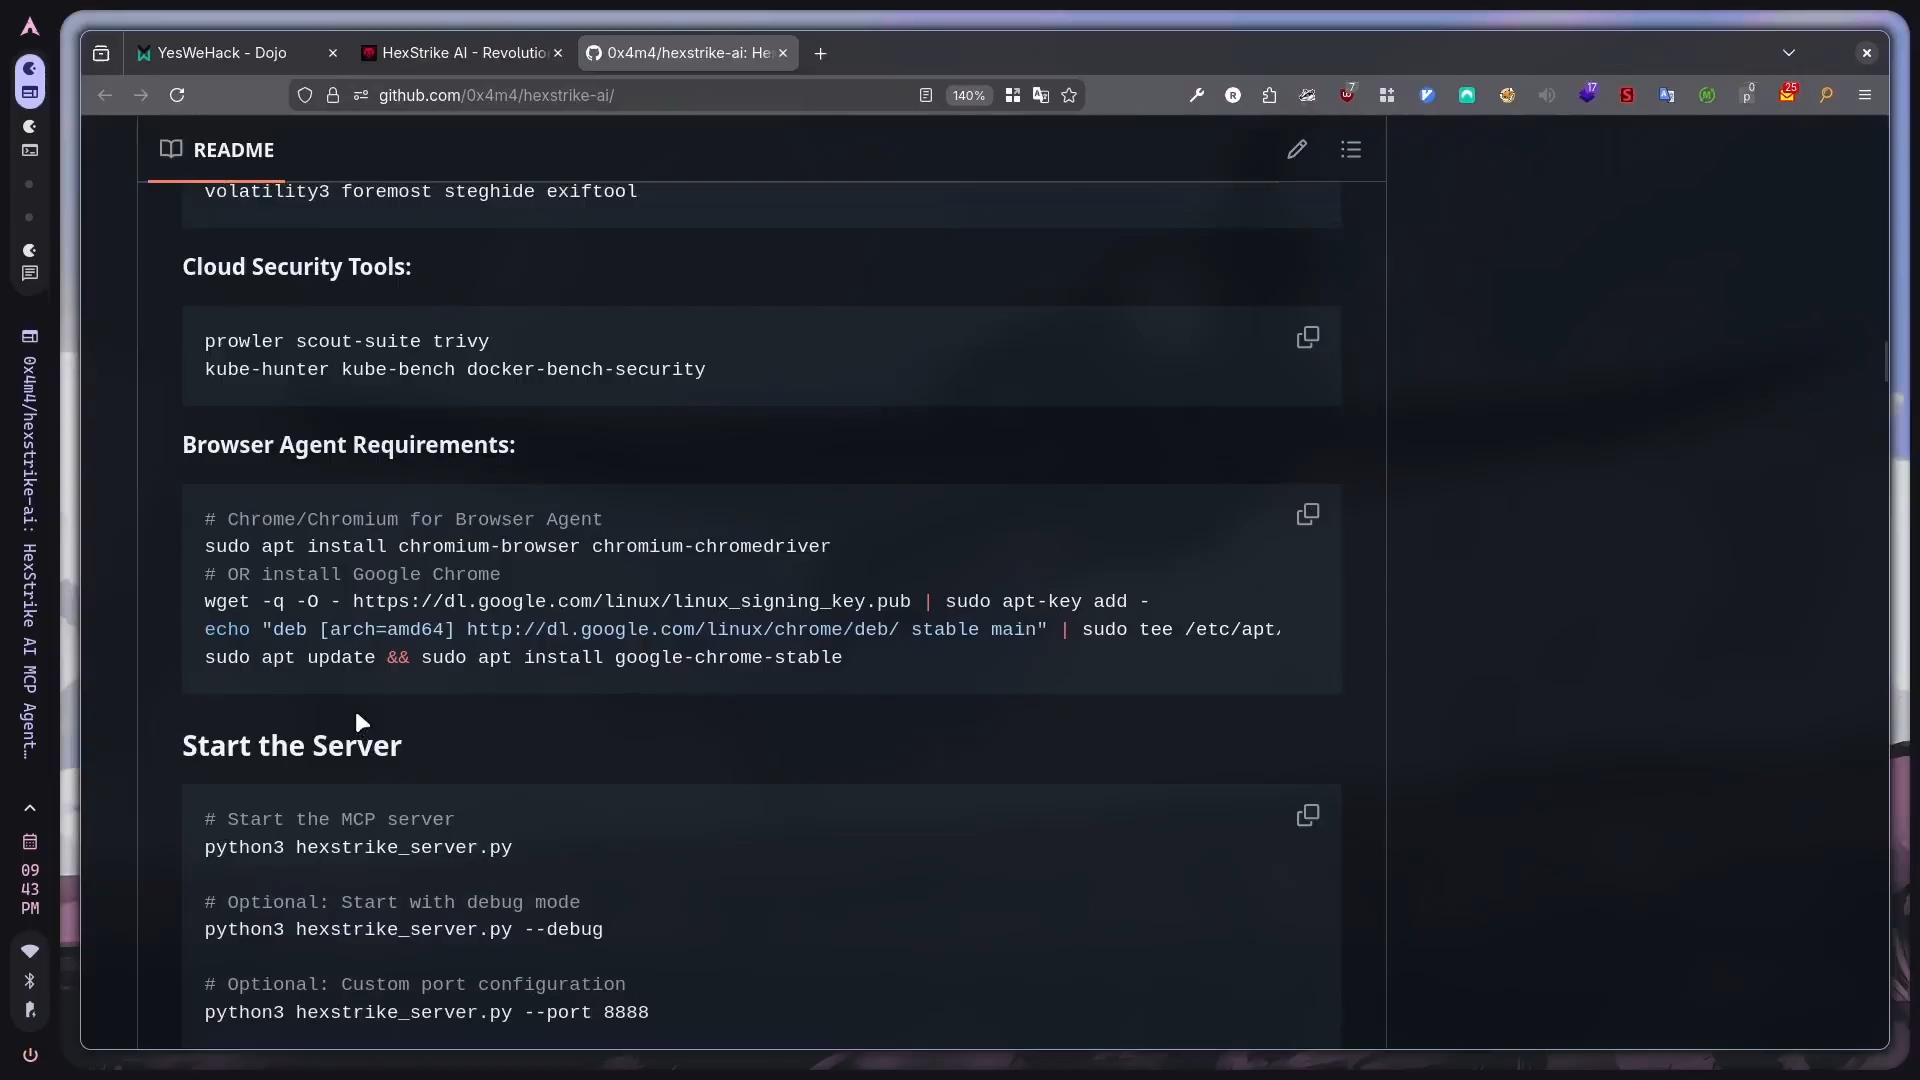 YesWeHack - Dojo
HexStrike AI - Revolutio
0x4m4/hexstrike-ai: He
github.com/0x4m4/hexstrike-ai/
140%
7
17
0
25
README
volatility3 foremost steghide exiftool
Cloud Security Tools:
prowler scout-suite trivy
kube-hunter kube-bench docker-bench-security
Browser Agent Requirements:
# Chrome/Chromium for Browser Agent
sudo apt install chromium-browser chromium-chromedriver
# OR install Google Chrome
wget -q -O - https://dl.google.com/linux/linux_signing_key.pub | sudo apt-key add -
echo "deb [arch=amd64] http://dl.google.com/linux/chrome/deb/ stable main" | sudo tee /etc/apt/
sudo apt update && sudo apt install google-chrome-stable
Start the Server
# Start the MCP server
python3 hexstrike_server.py
# Optional: Start with debug mode
python3 hexstrike_server.py --debug
# Optional: Custom port configuration
python3 hexstrike_server.py --port 8888
0x4m4/hexstrike-ai: HexStrike AI MCP Agent…
09
43
PM